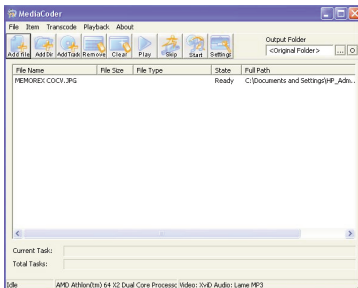 MediaCoder
File Item Transcode Playback About
Add file Add Dir Add Track Remove Clear Play Skip Start Settings
Output Folder
<Original Folder> ... O
File Name File Size File Type State Full Path
MEMOREX COCV.JPG Ready C:\Documents and Settings\HP_Adm...
Current Task:
Total Tasks:
Idle AMD Athlon(tm) 64 X2 Dual Core Processc Video: XviD Audio: Lame MP3